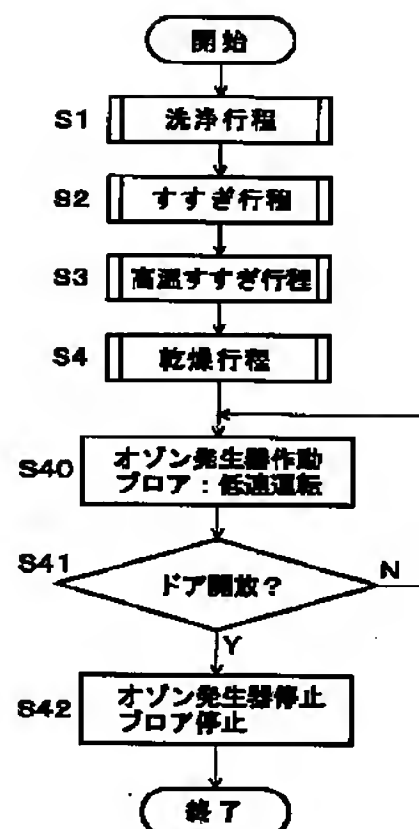 開始
S1 洗浄行程
S2 すすぎ行程
S3 高温すすぎ行程
S4 乾燥行程
S40 オゾン発生器作動
ブロア：低速運転
S41 ドア開放？ N
Y
S42 オゾン発生器停止
ブロア停止
終了